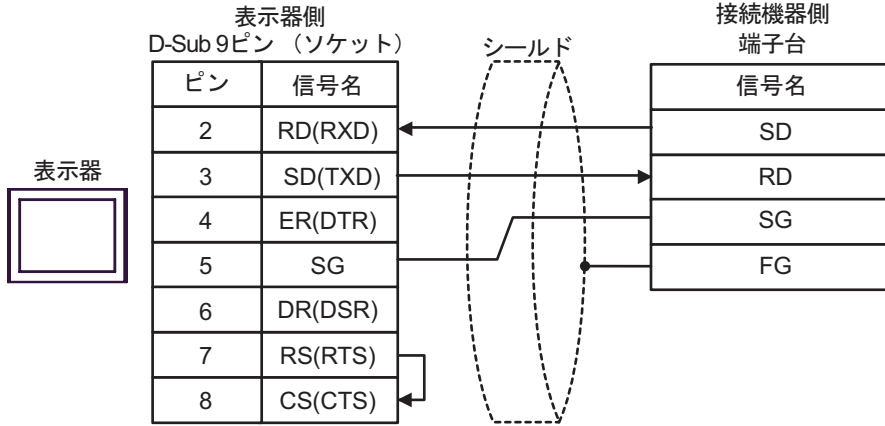 表示器側
D-Sub 9ピン （ソケット）
シールド
接続機器側
端子台
ピン 信号名
信号名
2 RD(RXD)
SD
表示器
3 SD(TXD)
RD
4 ER(DTR)
SG
5 SG
FG
6 DR(DSR)
7 RS(RTS)
8 CS(CTS)